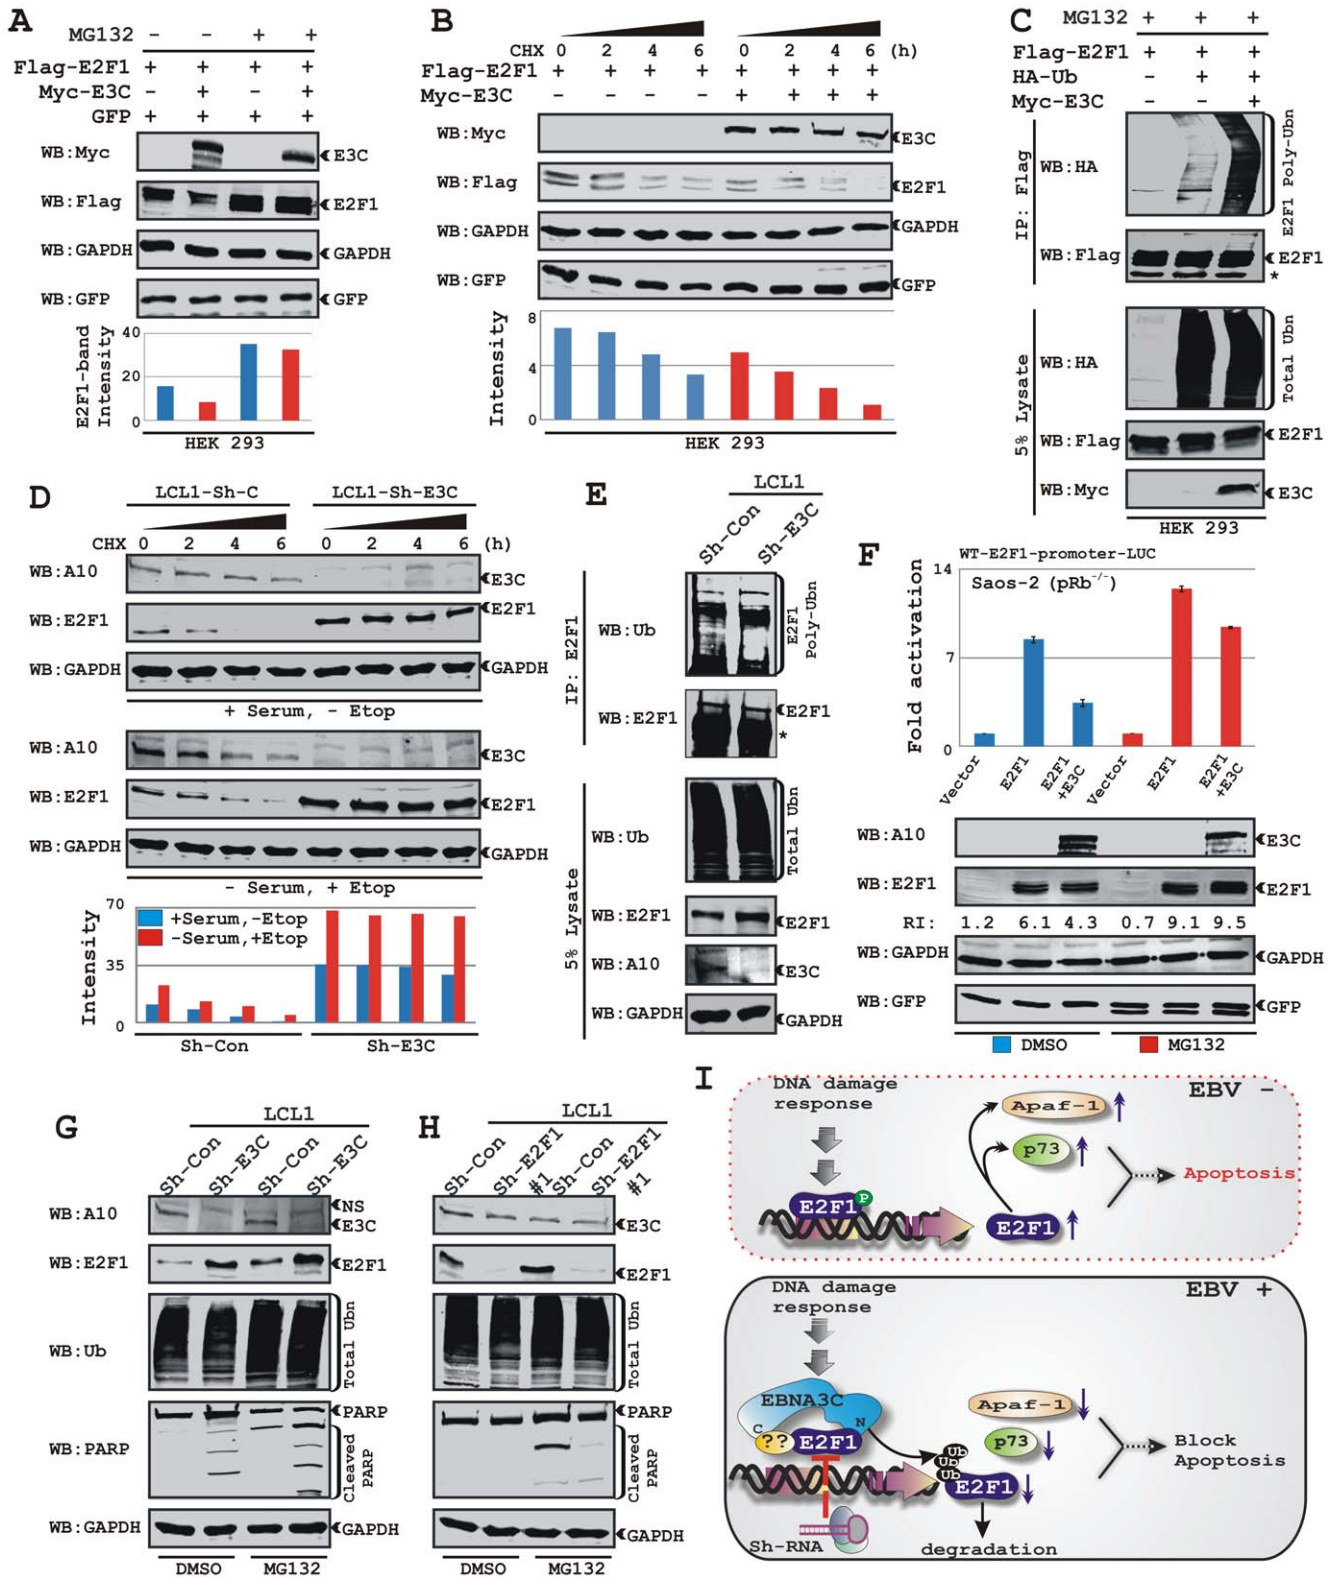 A
MG132 − − + +
Flag-E2F1 + + + +
Myc-E3C − + − +
GFP + + + +
WB:Myc E3C
WB:Flag E2F1
WB:GAPDH GAPDH
WB:GFP GFP
E2F1-band Intensity
40
20
0
HEK 293
B
CHX 0 2 4 6 0 2 4 6 (h)
Flag-E2F1 + + + + + + + +
Myc-E3C − − − − + + + +
WB:Myc E3C
WB:Flag E2F1
WB:GAPDH GAPDH
WB:GFP GFP
Intensity
8
4
0
HEK 293
C
MG132 + + +
Flag-E2F1 + + +
HA-Ub − + +
Myc-E3C − − +
IP: Flag
WB:HA E2F1 Poly-Ubn
WB:Flag E2F1
*
5% Lysate
WB:HA Total Ubn
WB:Flag E2F1
WB:Myc E3C
HEK 293
D
LCL1-Sh-C LCL1-Sh-E3C
CHX 0 2 4 6 0 2 4 6 (h)
WB:A10 E3C
WB:E2F1 E2F1
WB:GAPDH GAPDH
+ Serum, - Etop
WB:A10 E3C
WB:E2F1 E2F1
WB:GAPDH GAPDH
- Serum, + Etop
Intensity
70
35
0
+Serum,-Etop
-Serum,+Etop
Sh-Con Sh-E3C
E
LCL1
Sh-Con Sh-E3C
IP: E2F1
WB:Ub E2F1 Poly-Ubn
WB:E2F1 E2F1
*
5% Lysate
WB:Ub Total Ubn
WB:E2F1 E2F1
WB:A10 E3C
WB:GAPDH GAPDH
F
WT-E2F1-promoter-LUC
Saos-2 (pRb-/-)
Fold activation
14
7
0
Vector E2F1 E2F1 +E3C Vector E2F1 E2F1 +E3C
WB:A10 E3C
WB:E2F1 E2F1
RI: 1.2 6.1 4.3 0.7 9.1 9.5
WB:GAPDH GAPDH
WB:GFP GFP
DMSO MG132
G
LCL1
Sh-Con Sh-E3C Sh-Con Sh-E3C
WB:A10 NS
E3C
WB:E2F1 E2F1
WB:Ub Total Ubn
WB:PARP PARP
Cleaved PARP
WB:GAPDH GAPDH
DMSO MG132
H
LCL1
Sh-Con Sh-E2F1 #1 Sh-Con Sh-E2F1 #1
E3C
E2F1
Total Ubn
PARP
Cleaved PARP
GAPDH
DMSO MG132
I
EBV −
DNA damage
response
Apaf-1
p73
Apoptosis
E2F1 P
E2F1
EBV +
DNA damage
response
EBNA3C
C N
?? E2F1
Apaf-1
p73
Block
Apoptosis
Ub
Ub
Ub
E2F1
Sh-RNA
degradation